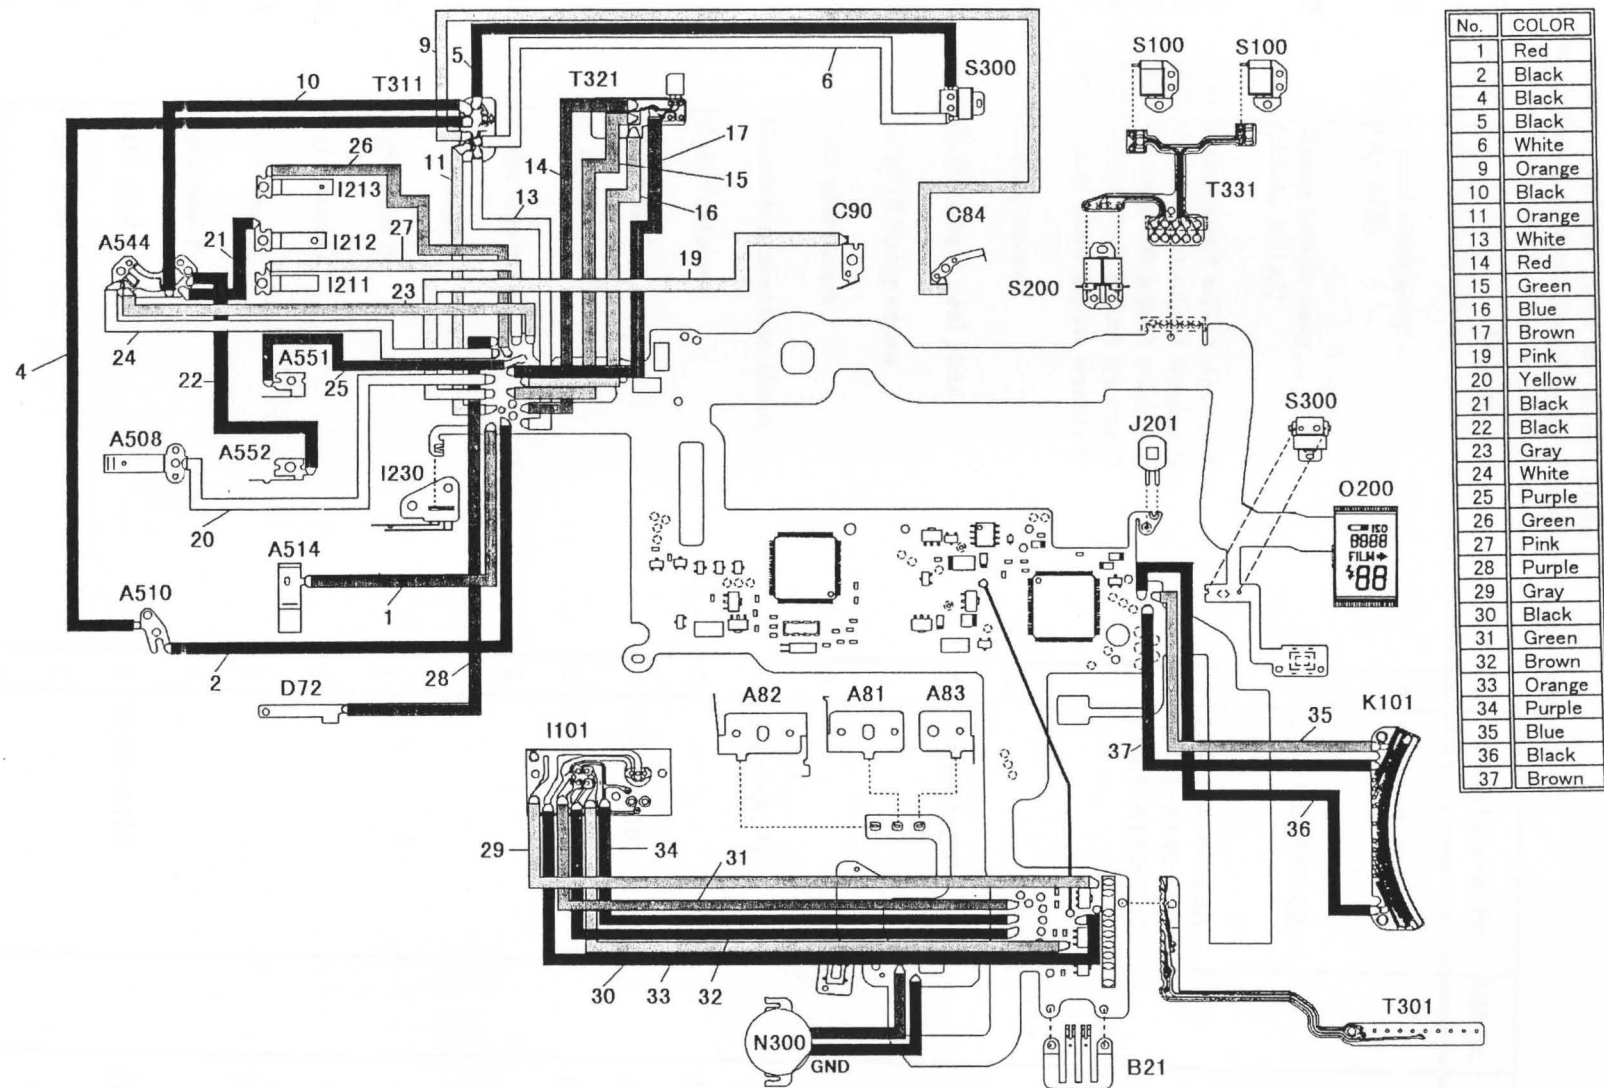 9
5
6
10
T311
T321
S300
S100
S100
26
17
11
14
I213
15
T331
13
16
C90
C84
A544
21
I212
27
19
I211
S200
23
24
A551
4
22
25
S300
J201
A508
A552
O200
I230
ISO
8888
FILM
88
20
A514
A510
1
2
28
D72
A82
A81
A83
K101
I101
35
37
36
29
34
31
30
33
32
T301
N300
GND
B21
No. COLOR
1 Red
2 Black
4 Black
5 Black
6 White
9 Orange
10 Black
11 Orange
13 White
14 Red
15 Green
16 Blue
17 Brown
19 Pink
20 Yellow
21 Black
22 Black
23 Gray
24 White
25 Purple
26 Green
27 Pink
28 Purple
29 Gray
30 Black
31 Green
32 Brown
33 Orange
34 Purple
35 Blue
36 Black
37 Brown